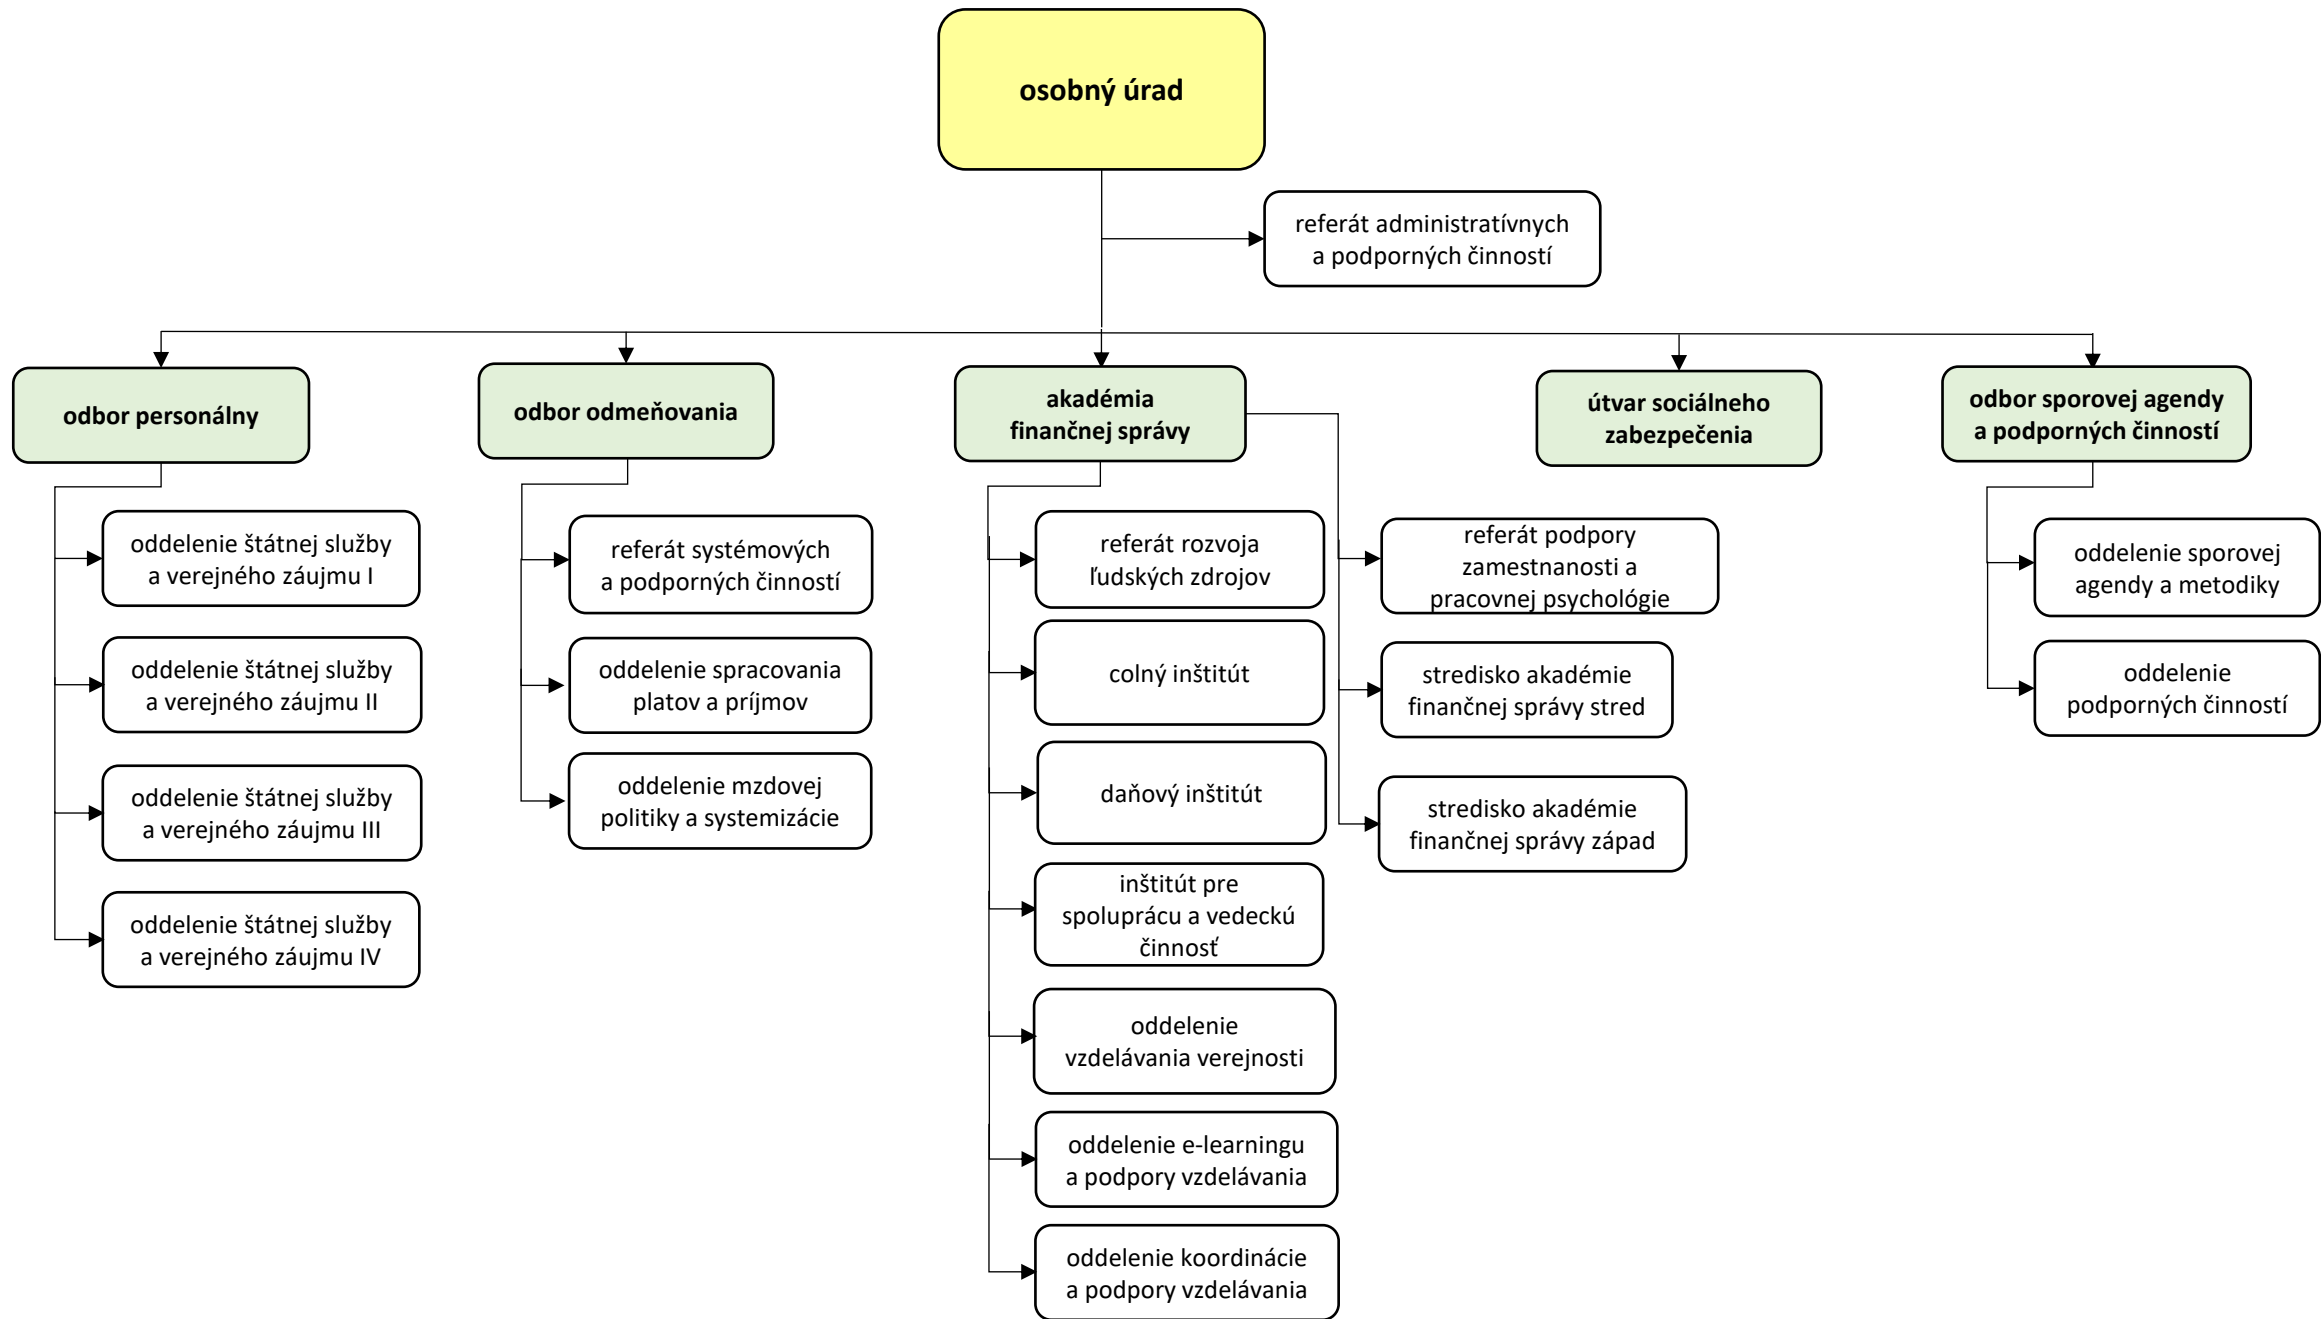 osobný úrad
referát administratívnych
a podporných činností
odbor personálny
odbor odmeňovania
akadémia
finančnej správy
útvar sociálneho
zabezpečenia
odbor sporovej agendy
a podporných činností
oddelenie štátnej služby
a verejného záujmu I
oddelenie štátnej služby
a verejného záujmu II
oddelenie štátnej služby
a verejného záujmu III
oddelenie štátnej služby
a verejného záujmu IV
referát systémových
a podporných činností
oddelenie spracovania
platov a príjmov
oddelenie mzdovej
politiky a systemizácie
referát rozvoja
ľudských zdrojov
colný inštitút
daňový inštitút
inštitút pre
spoluprácu a vedeckú
činnosť
oddelenie
vzdelávania verejnosti
oddelenie e-learningu
a podpory vzdelávania
oddelenie koordinácie
a podpory vzdelávania
referát podpory
zamestnanosti a
pracovnej psychológie
stredisko akadémie
finančnej správy stred
stredisko akadémie
finančnej správy západ
oddelenie sporovej
agendy a metodiky
oddelenie
podporných činností